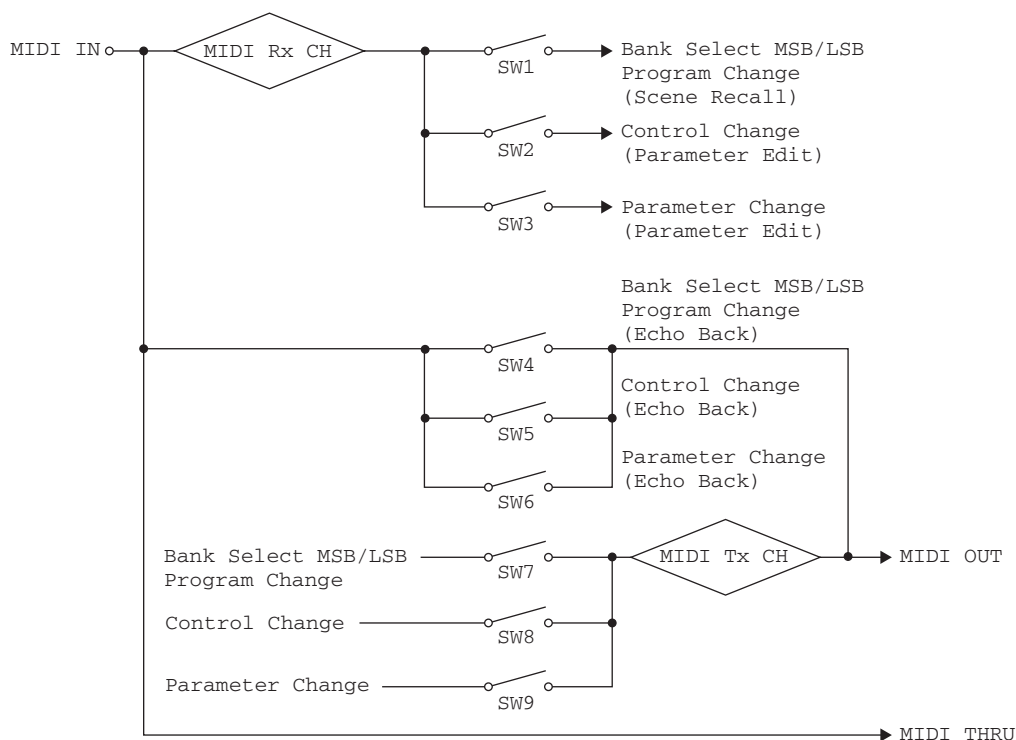 MIDI IN
MIDI Rx CH
SW1
Bank Select MSB/LSB
Program Change
(Scene Recall)
SW2
Control Change
(Parameter Edit)
SW3
Parameter Change
(Parameter Edit)
Bank Select MSB/LSB
Program Change
(Echo Back)
SW4
Control Change
(Echo Back)
SW5
Parameter Change
(Echo Back)
SW6
Bank Select MSB/LSB
Program Change
SW7
MIDI Tx CH
MIDI OUT
Control Change
SW8
Parameter Change
SW9
MIDI THRU